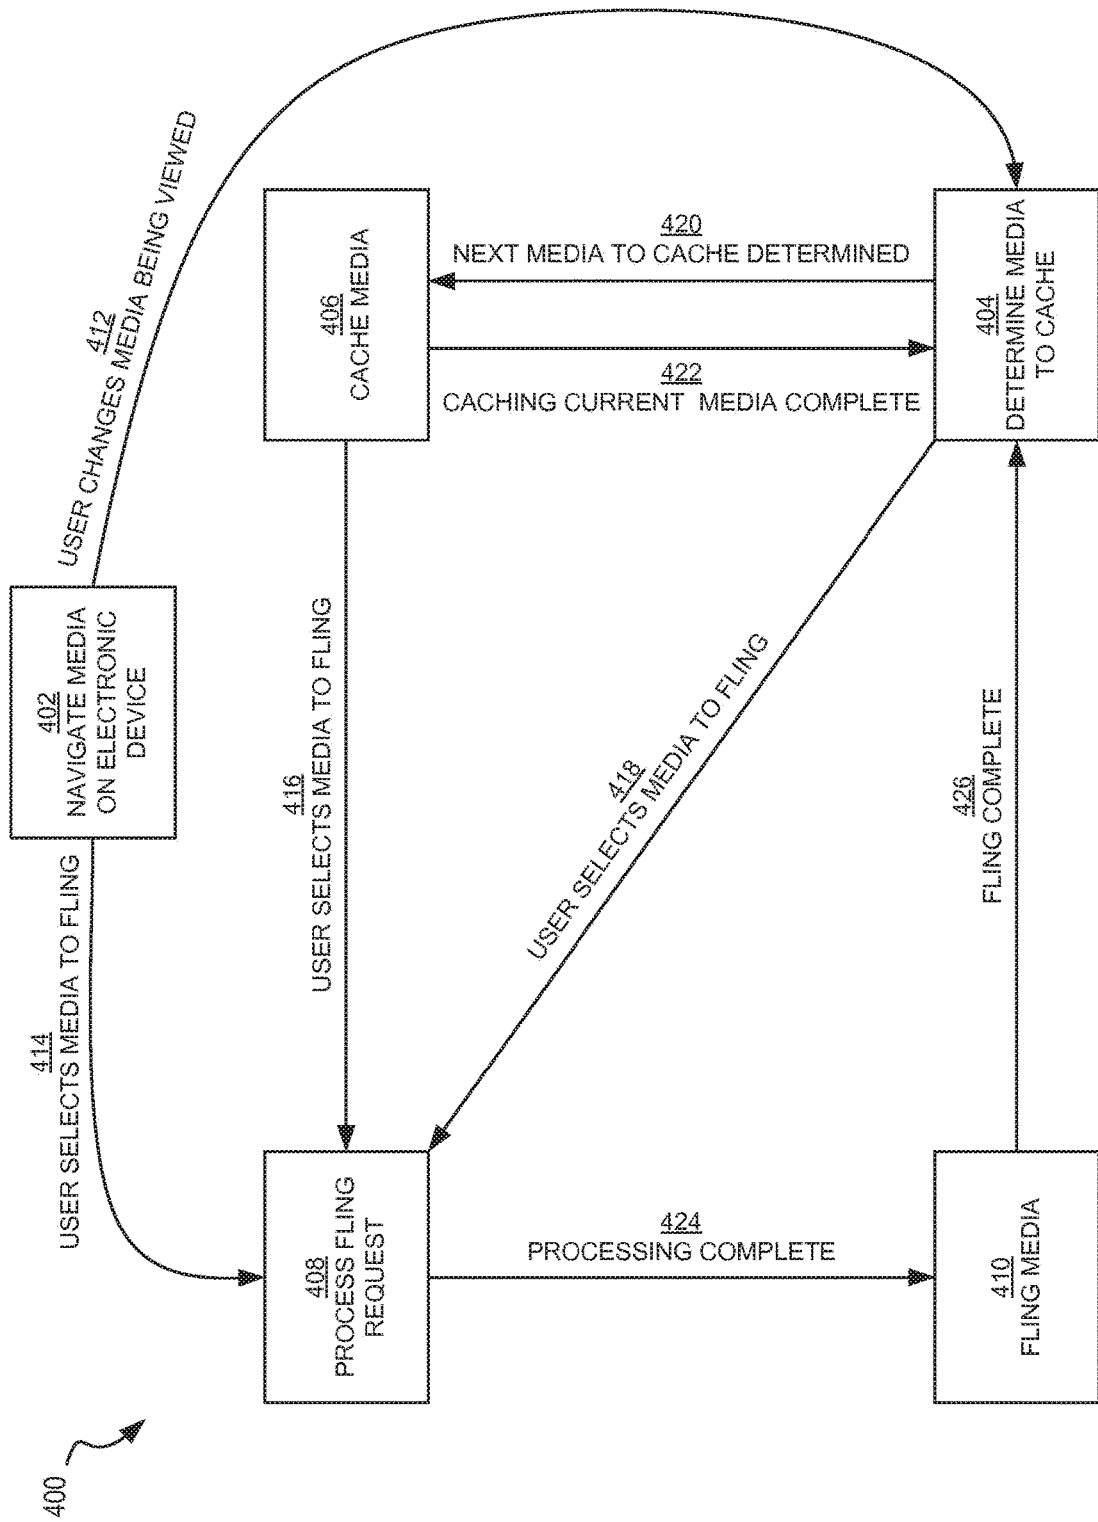 400
402
NAVIGATE MEDIA
ON ELECTRONIC
DEVICE
414
USER SELECTS MEDIA TO FLING
412
USER CHANGES MEDIA BEING VIEWED
408
PROCESS FLING
REQUEST
416
USER SELECTS MEDIA TO FLING
406
CACHE MEDIA
418
USER SELECTS MEDIA TO FLING
424
PROCESSING COMPLETE
422
CACHING CURRENT MEDIA COMPLETE
420
NEXT MEDIA TO CACHE DETERMINED
410
FLING MEDIA
426
FLING COMPLETE
404
DETERMINE MEDIA
TO CACHE